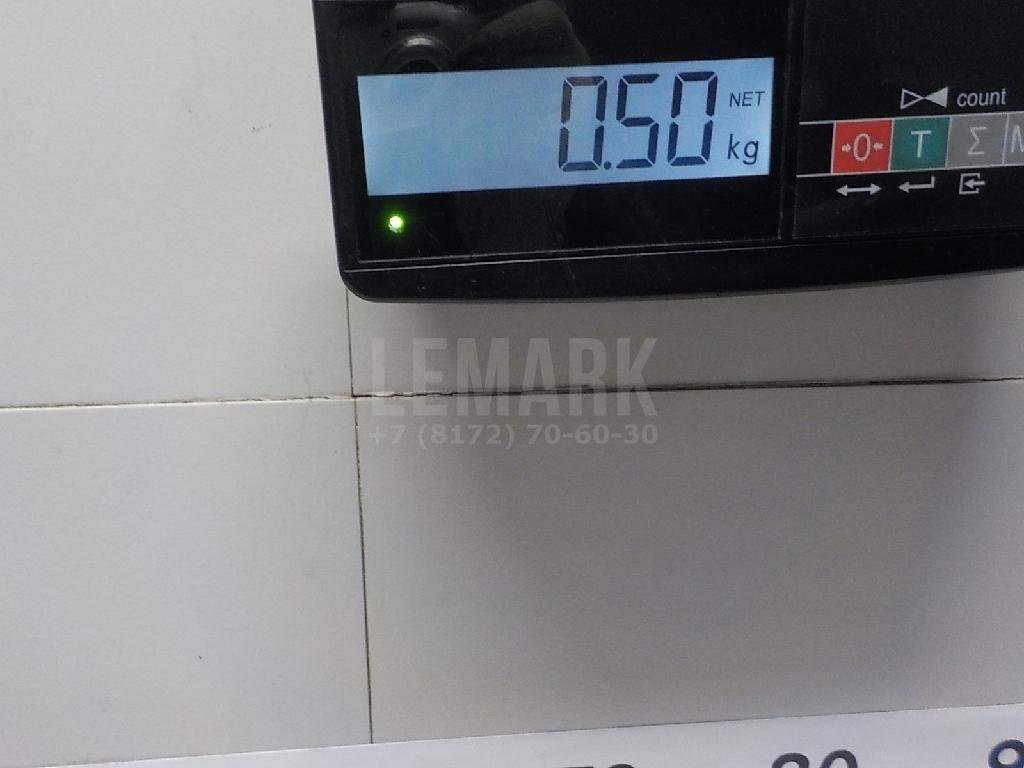 0.50 NET
kg
count
→0← T Σ
LEMARK
+7 (8172) 70-60-30